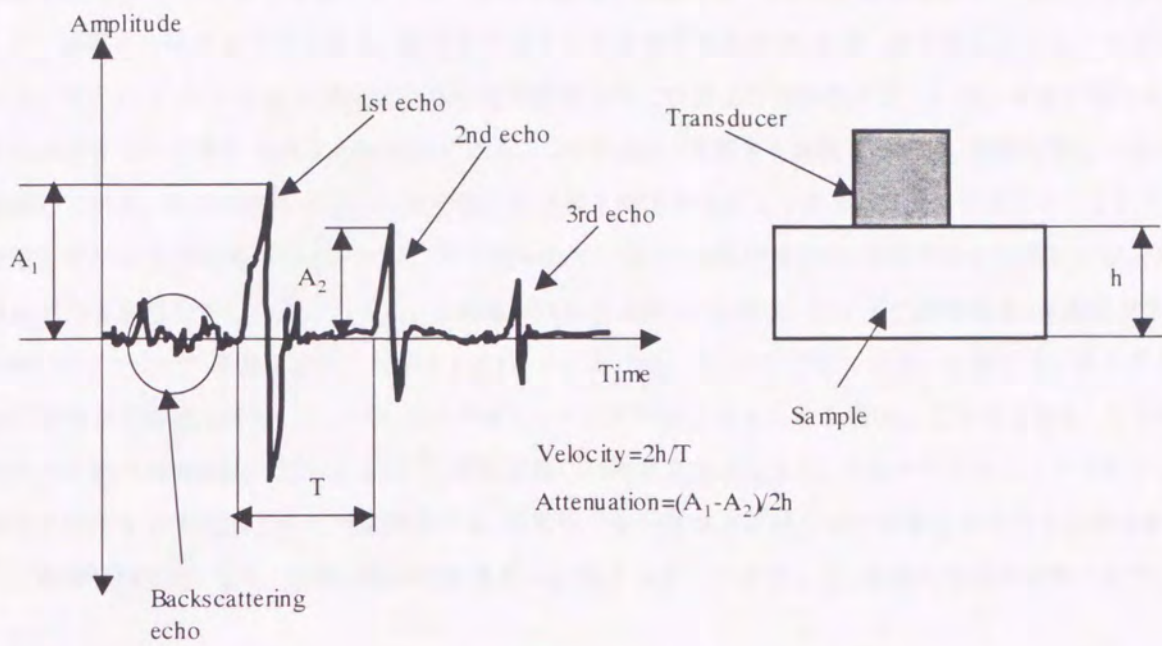 Amplitude
1st echo
2nd echo
3rd echo
A1
A2
Time
T
Backscattering
echo
Velocity=2h/T
Attenuation=(A1-A2)/2h
Transducer
h
Sample